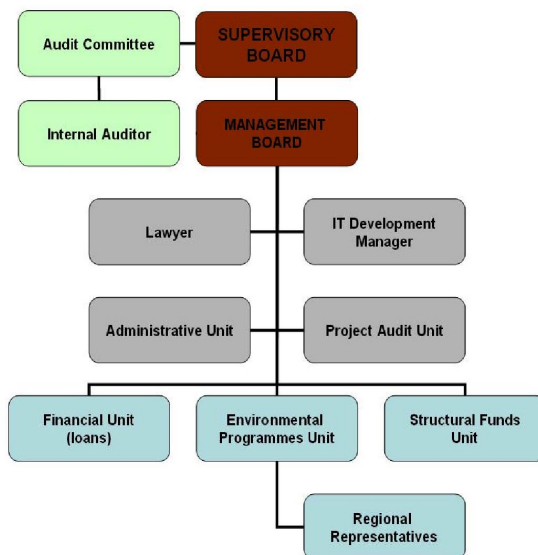 Audit Committee
SUPERVISORY
BOARD
Internal Auditor
MANAGEMENT
BOARD
Lawyer
IT Development
Manager
Administrative Unit
Project Audit Unit
Financial Unit
(loans)
Environmental
Programmes Unit
Structural Funds
Unit
Regional
Representatives